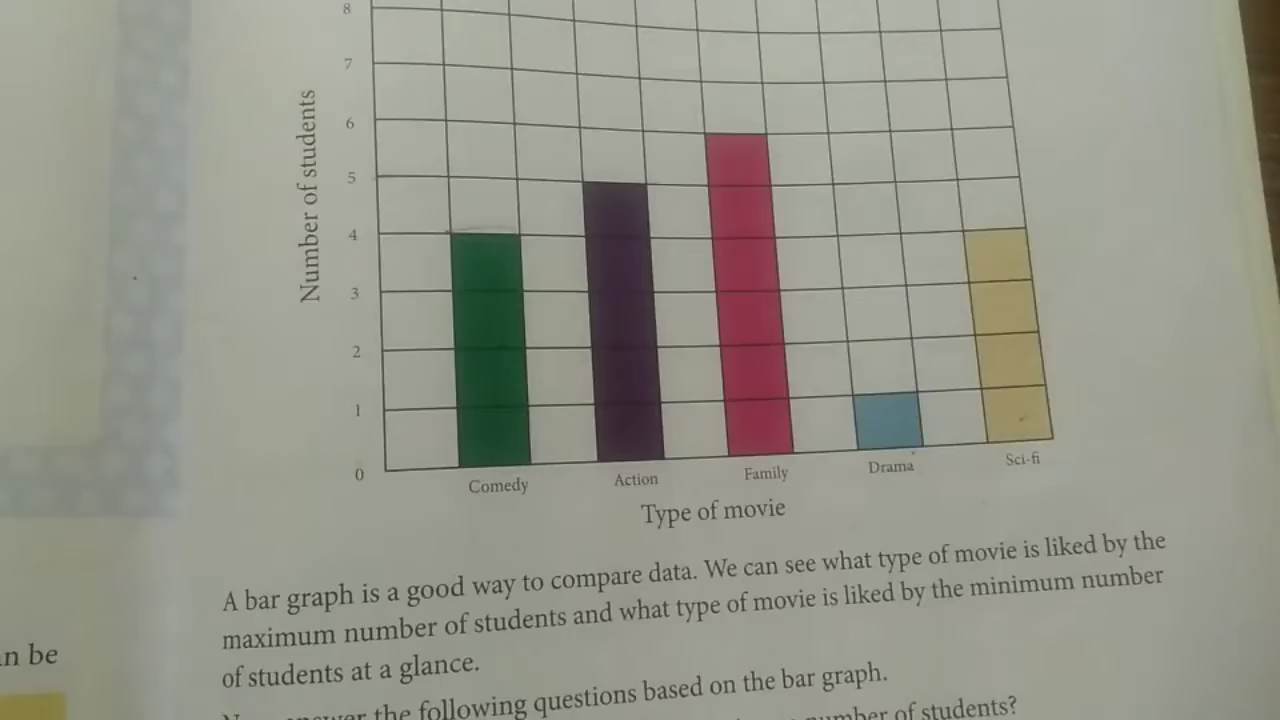 8
7
6
5
4
3
2
1
0
Number of students
Comedy Action Family Drama Sci-fi
Type of movie
A bar graph is a good way to compare data. We can see what type of movie is liked by the
maximum number of students and what type of movie is liked by the minimum number
of students at a glance.
n be
the following questions based on the bar graph.
number of students?